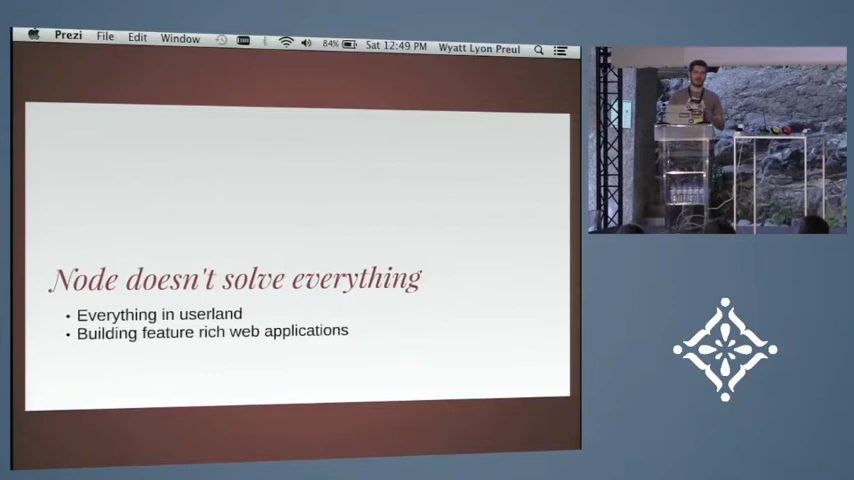 Prezi File Edit Window 84% Sat 12:49 PM Wyatt Lyon Preul
Node doesn't solve everything
• Everything in userland
• Building feature rich web applications